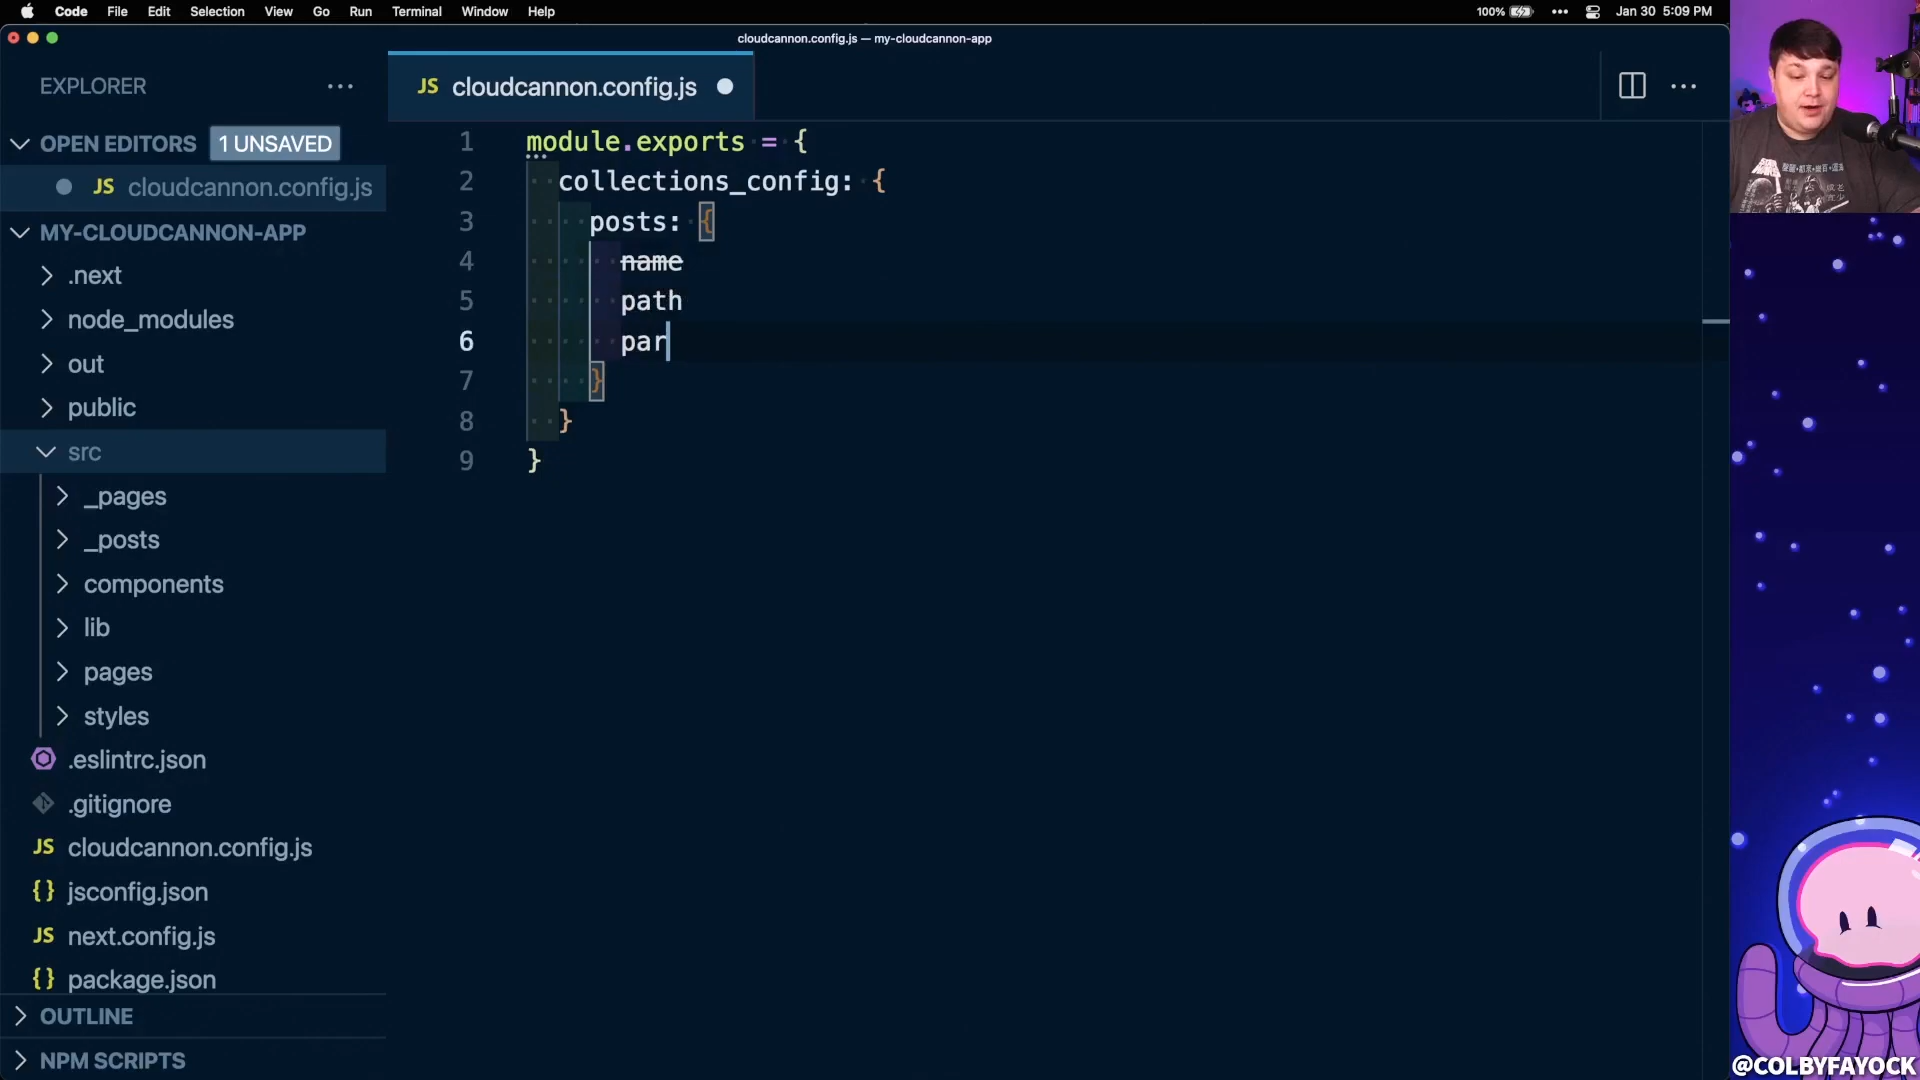 Code File Edit Selection View Go Run Terminal Window Help
100% Jan 30 5:09 PM
cloudcannon.config.js — my-cloudcannon-app
EXPLORER
OPEN EDITORS 1 UNSAVED
JS cloudcannon.config.js
MY-CLOUDCANNON-APP
.next
node_modules
out
public
src
_pages
_posts
components
lib
pages
styles
.eslintrc.json
.gitignore
JS cloudcannon.config.js
{} jsconfig.json
JS next.config.js
{} package.json
OUTLINE
NPM SCRIPTS
JS cloudcannon.config.js
1 module.exports = {
2 collections_config: {
3 posts: {
4 name
5 path
6 par
7 }
8 }
9 }
@COLBYFAYOCK